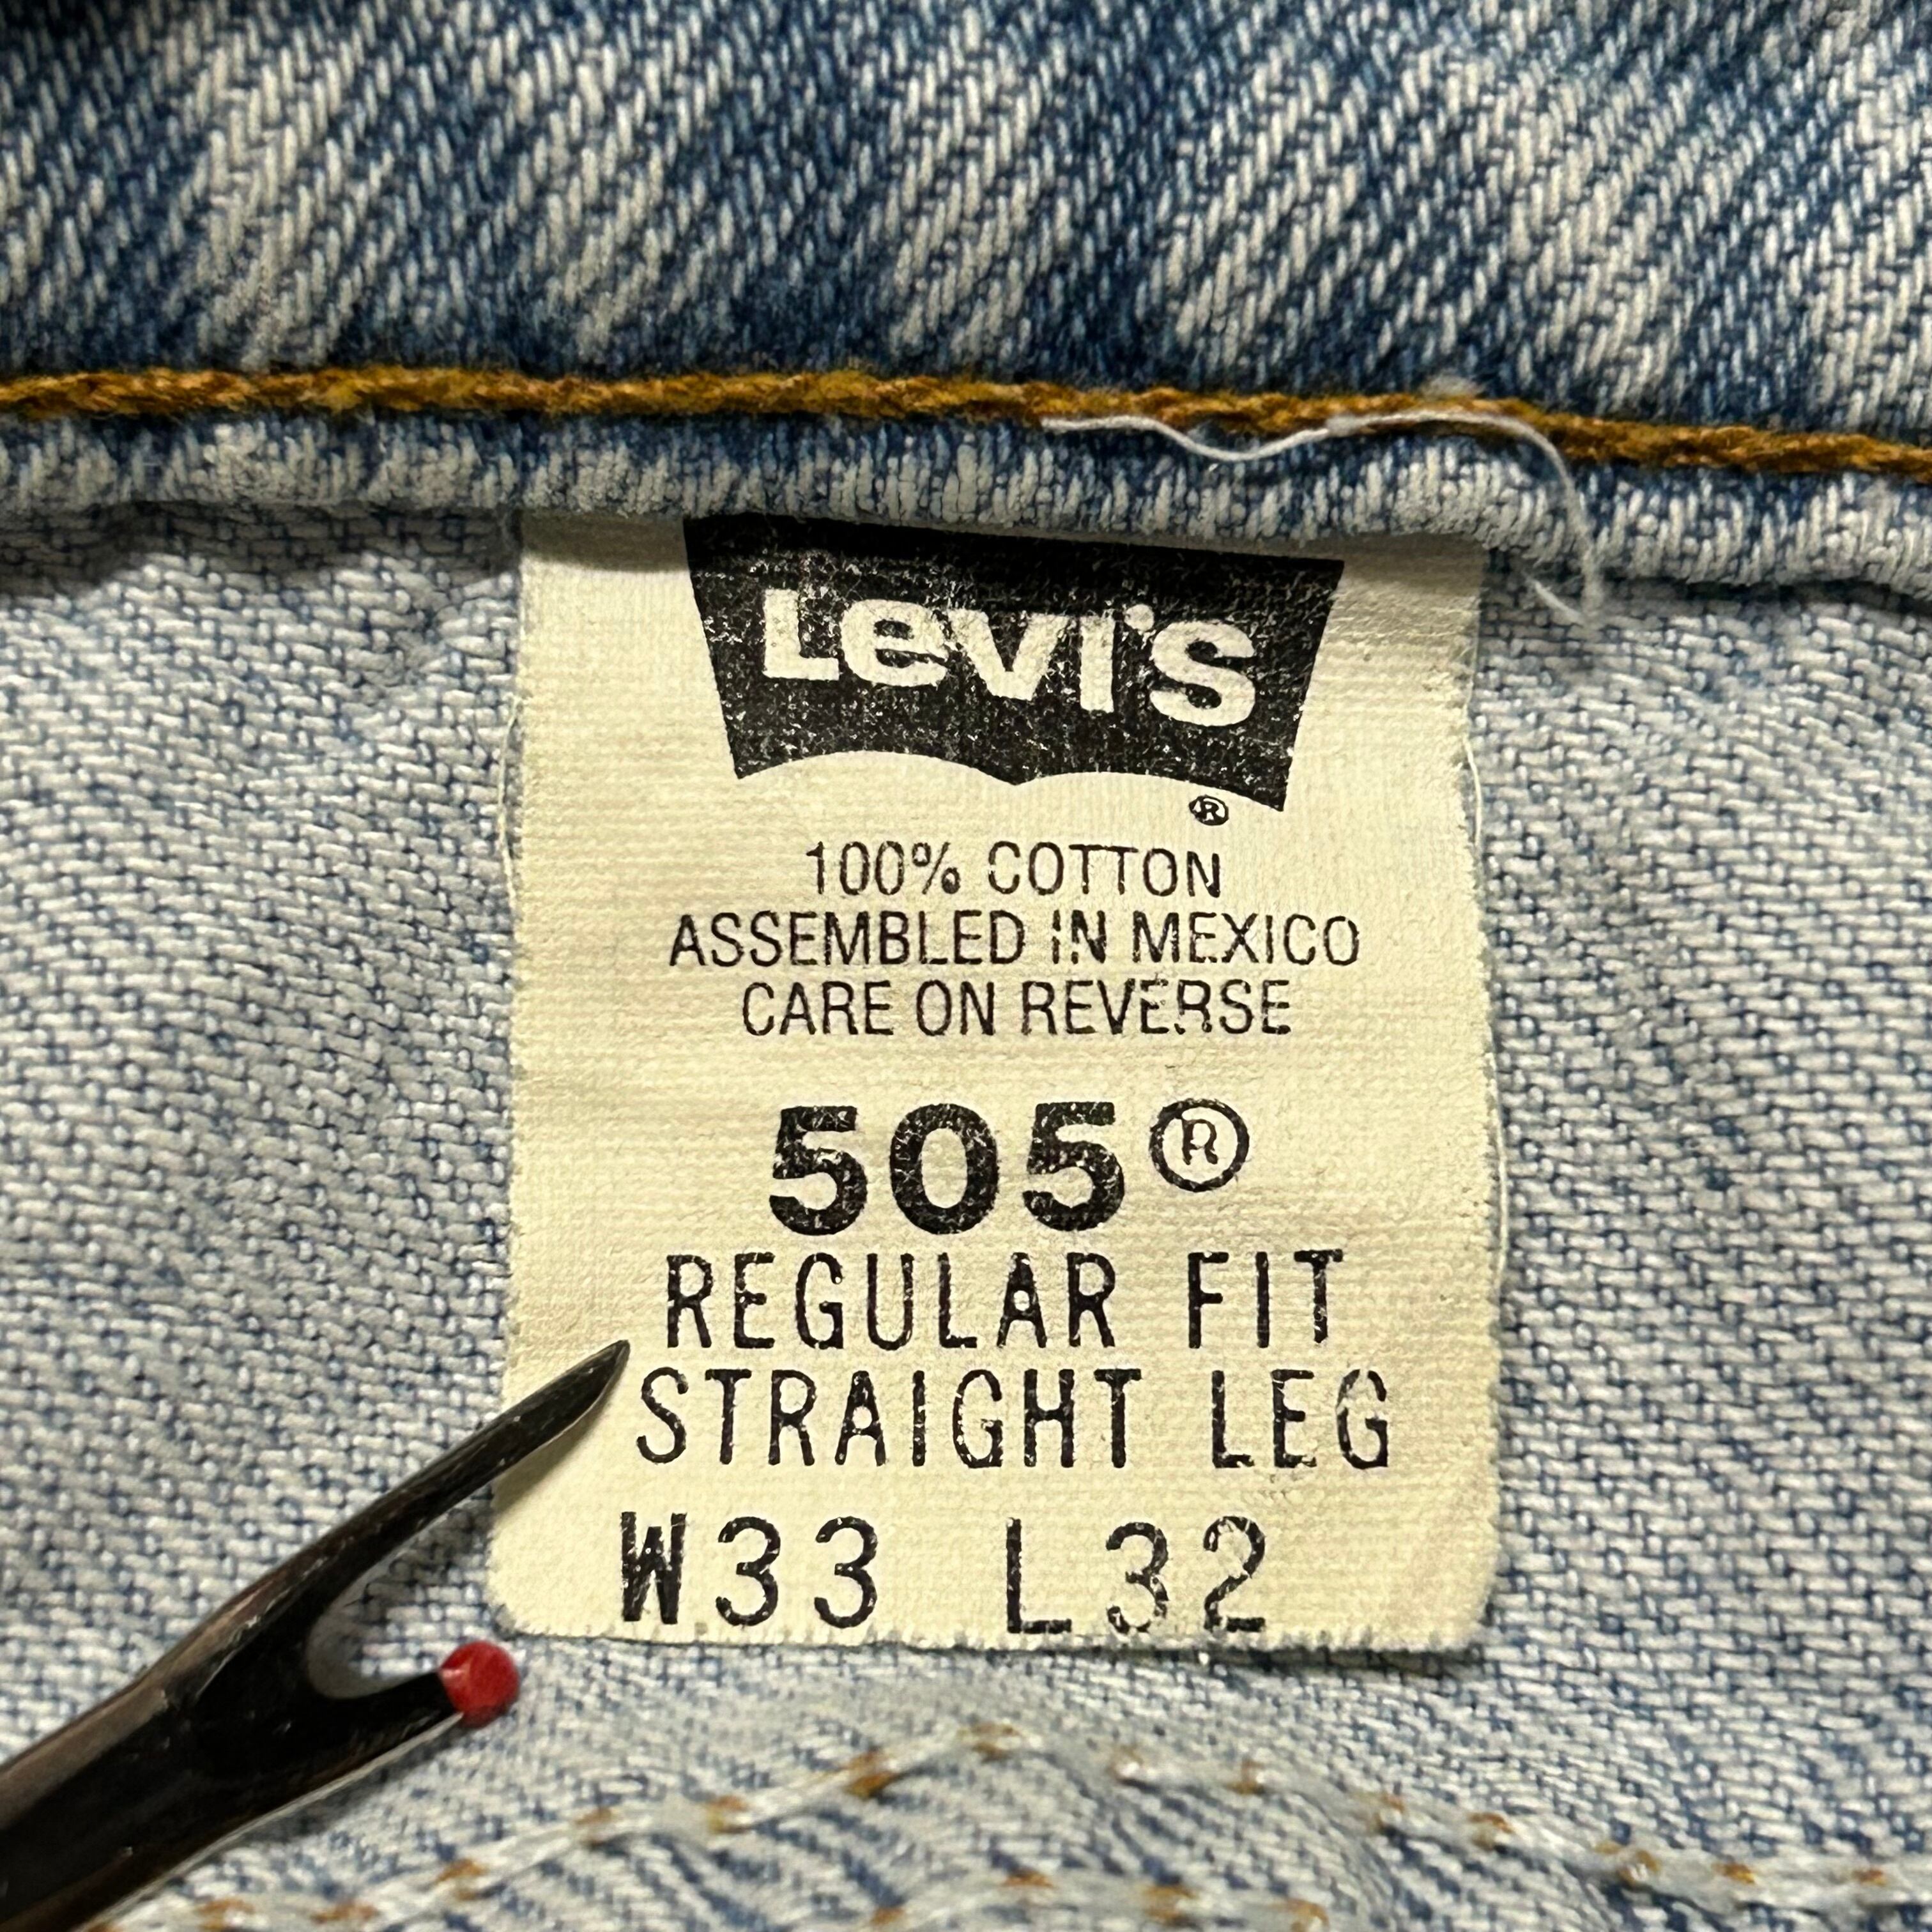 Levi's
®
100% COTTON
ASSEMBLED IN MEXICO
CARE ON REVERSE
505®
REGULAR FIT
STRAIGHT LEG
W33 L32